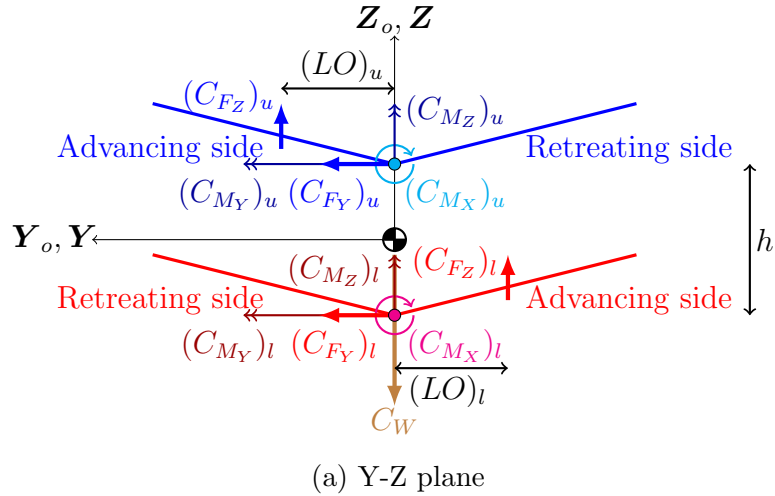 Z_o, Z
(LO)_u
(C_{F_Z})_u
(C_{M_Z})_u
Advancing side
Retreating side
(C_{M_Y})_u (C_{F_Y})_u (C_{M_X})_u
Y_o, Y
h
(C_{M_Z})_l (C_{F_Z})_l
Retreating side
Advancing side
(C_{M_Y})_l (C_{F_Y})_l (C_{M_X})_l
(LO)_l
C_W
(a) Y-Z plane